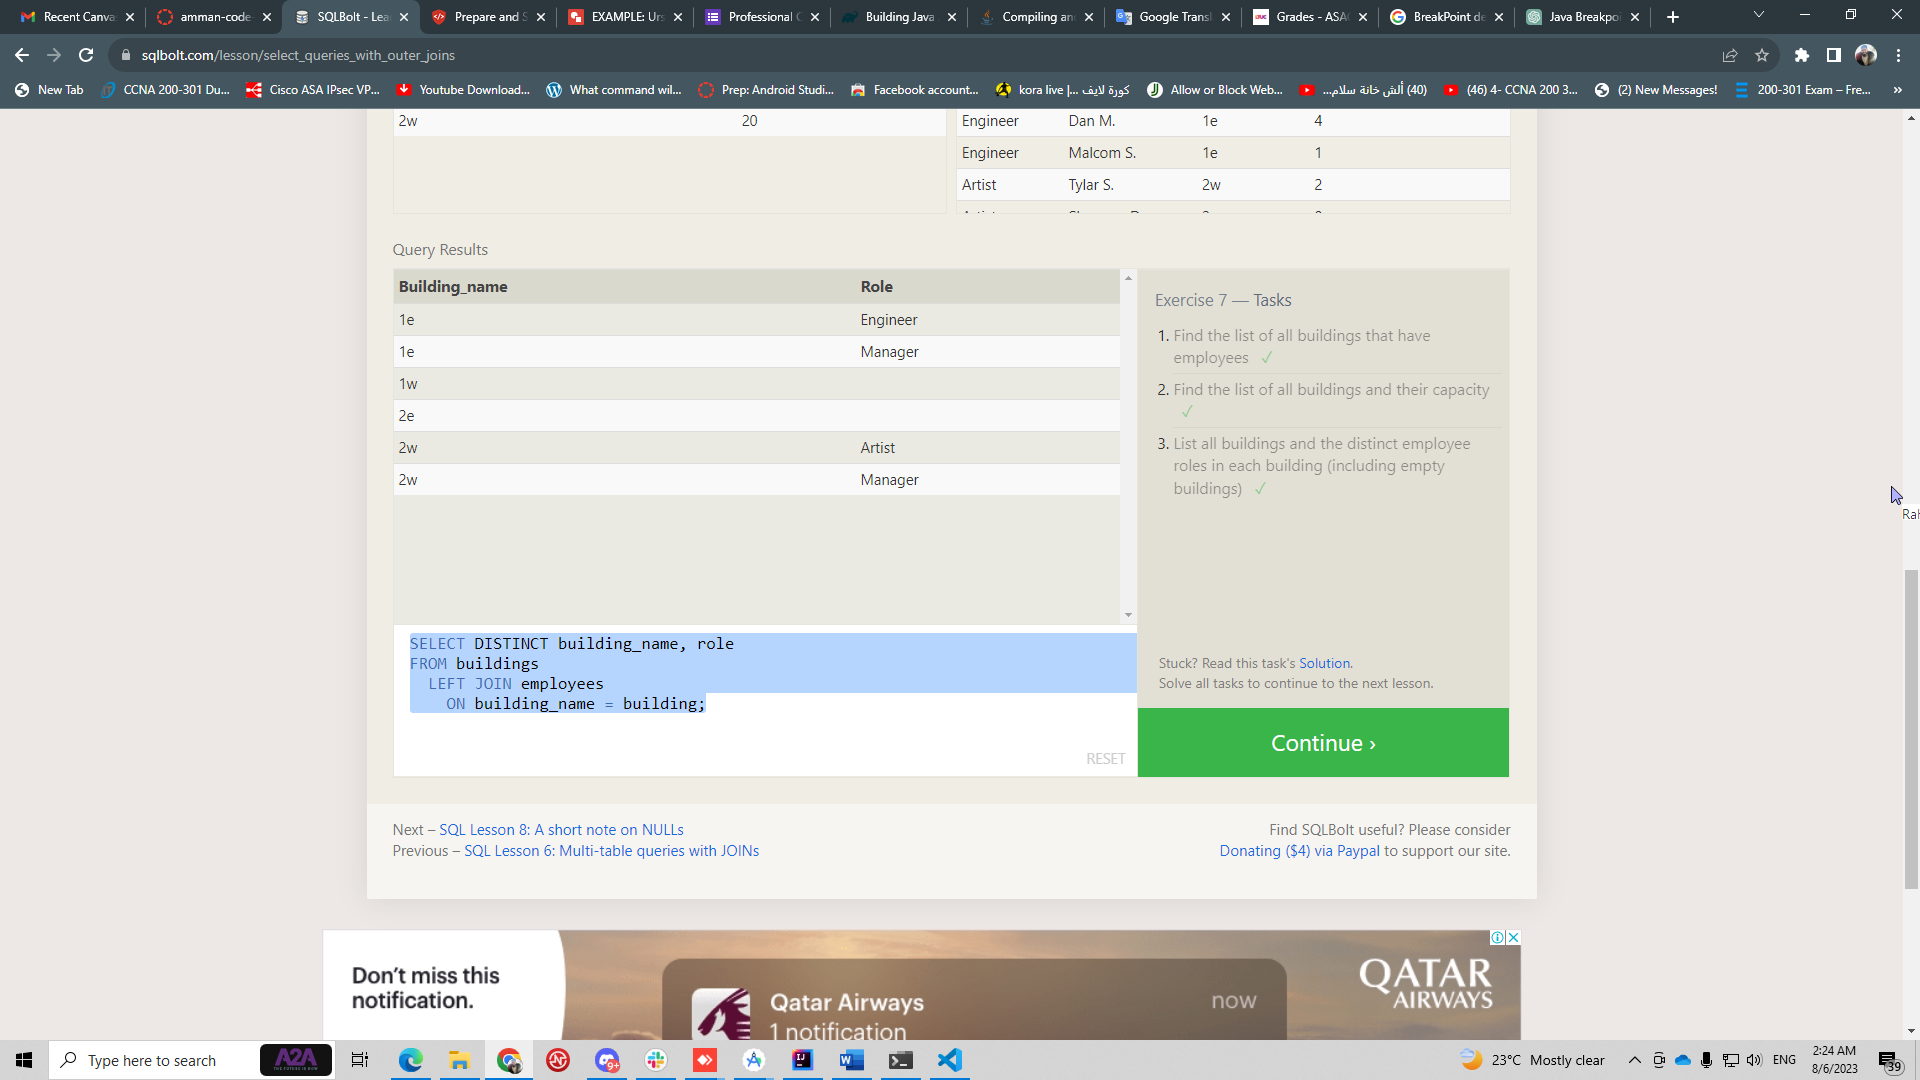 Recent Canva
amman-code
SQLBolt - Lea
Prepare and S
EXAMPLE: Urs
Professional C
Building Java
Compiling an
Google Transl
Grades - ASAC
BreakPoint de
Java Breakpoi
sqlbolt.com/lesson/select_queries_with_outer_joins
New Tab
CCNA 200-301 Du...
Cisco ASA IPsec VP...
Youtube Download...
What command wil...
Prep: Android Studi...
Facebook account...
kora live |... كورة لايف
Allow or Block Web...
(40) ألش خانة سلام...
(46) 4- CCNA 200 3...
(2) New Messages!
200-301 Exam – Fre...
»
2w 20
Engineer Dan M. 1e 4
Engineer Malcom S. 1e 1
Artist Tylar S. 2w 2
Query Results
Building_name Role
1e Engineer
1e Manager
1w
2e
2w Artist
2w Manager
Exercise 7 — Tasks
1. Find the list of all buildings that have
employees ✓
2. Find the list of all buildings and their capacity
✓
3. List all buildings and the distinct employee
roles in each building (including empty
buildings) ✓
SELECT DISTINCT building_name, role
FROM buildings
LEFT JOIN employees
ON building_name = building;
RESET
Stuck? Read this task's Solution.
Solve all tasks to continue to the next lesson.
Continue ›
Next – SQL Lesson 8: A short note on NULLs
Previous – SQL Lesson 6: Multi-table queries with JOINs
Find SQLBolt useful? Please consider
Donating ($4) via Paypal to support our site.
Rah
Don't miss this
notification.
Qatar Airways
now
1 notification
QATAR
AIRWAYS
Type here to search
A2A
9+
23°C Mostly clear
ENG
2:24 AM
8/6/2023
39